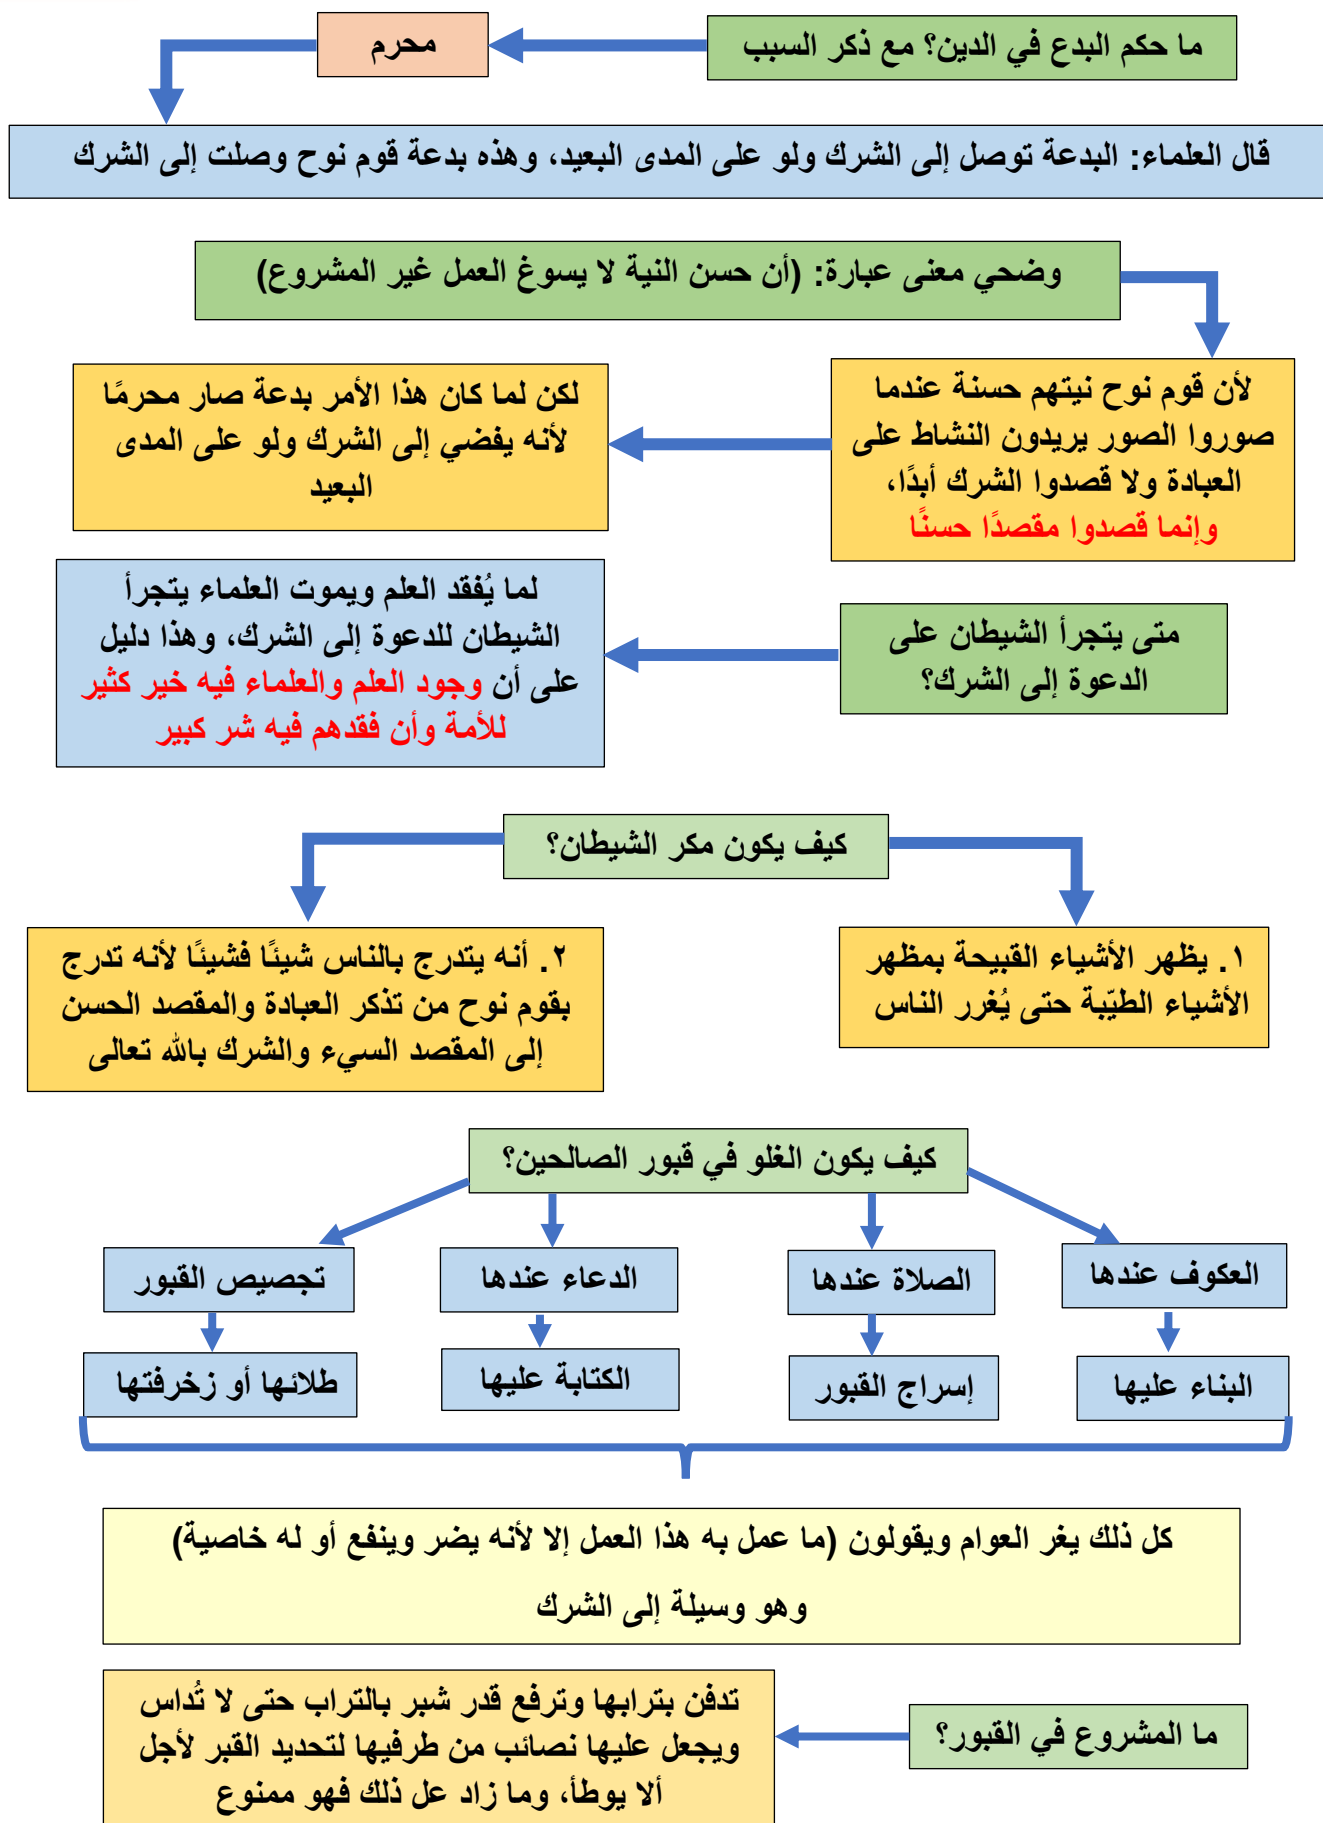 ما حكم البدع في الدين؟ مع ذكر السبب
محرم
قال العلماء: البدعة توصل إلى الشرك ولو على المدى البعيد، وهذه بدعة قوم نوح وصلت إلى الشرك
وضحي معنى عبارة: (أن حسن النية لا يسوغ العمل غير المشروع)
لأن قوم نوح نيتهم حسنة عندما
صوروا الصور يريدون النشاط على
العبادة ولا قصدوا الشرك أبدًا،
وإنما قصدوا مقصدًا حسنًا
لكن لما كان هذا الأمر بدعة صار محرمًا
لأنه يفضي إلى الشرك ولو على المدى
البعيد
متى يتجرأ الشيطان على
الدعوة إلى الشرك؟
لما يُفقد العلم ويموت العلماء يتجرأ
الشيطان للدعوة إلى الشرك، وهذا دليل
على أن وجود العلم والعلماء فيه خير كثير
للأمة وأن فقدهم فيه شر كبير
كيف يكون مكر الشيطان؟
١. يظهر الأشياء القبيحة بمظهر
الأشياء الطيّبة حتى يُغرر الناس
٢. أنه يتدرج بالناس شيئًا فشيئًا لأنه تدرج
بقوم نوح من تذكر العبادة والمقصد الحسن
إلى المقصد السيء والشرك بالله تعالى
كيف يكون الغلو في قبور الصالحين؟
العكوف عندها
الصلاة عندها
الدعاء عندها
تجصيص القبور
البناء عليها
إسراج القبور
الكتابة عليها
طلائها أو زخرفتها
كل ذلك يغر العوام ويقولون (ما عمل به هذا العمل إلا لأنه يضر وينفع أو له خاصية)
وهو وسيلة إلى الشرك
ما المشروع في القبور؟
تدفن بترابها وترفع قدر شبر بالتراب حتى لا تُداس
ويجعل عليها نصائب من طرفيها لتحديد القبر لأجل
ألا يوطأ، وما زاد عل ذلك فهو ممنوع